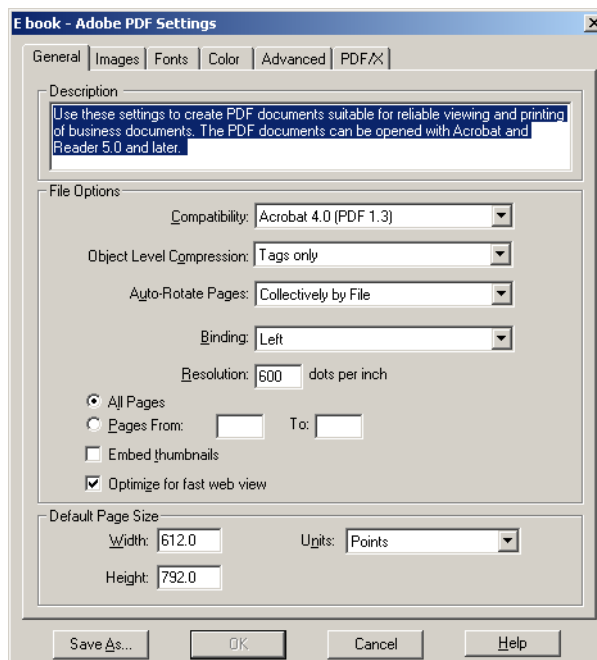 E book - Adobe PDF Settings
General Images Fonts Color Advanced PDF/X
Description
Use these settings to create PDF documents suitable for reliable viewing and printing
of business documents. The PDF documents can be opened with Acrobat and
Reader 5.0 and later.
File Options
Compatibility: Acrobat 4.0 (PDF 1.3)
Object Level Compression: Tags only
Auto-Rotate Pages: Collectively by File
Binding: Left
Resolution: 600 dots per inch
All Pages
Pages From: To:
Embed thumbnails
Optimize for fast web view
Default Page Size
Width: 612.0 Units: Points
Height: 792.0
Save As... OK Cancel Help